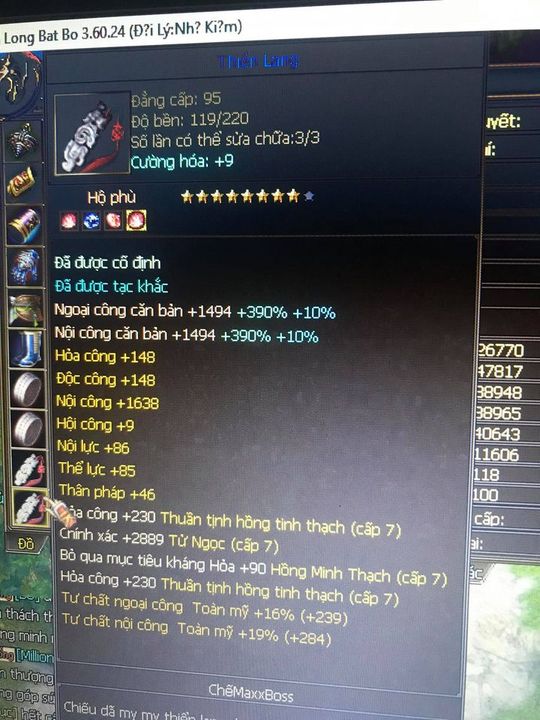 Long Bat Bo 3.60.24 (Đ?i Lý:Nh? Ki?m)
Thiên Long
Đẳng cấp: 95
Độ bền: 119/220
Số lần có thể sửa chữa:3/3
Cường hóa: +9
Hộ phù
Đã được cố định
Đã được tạc khắc
Ngoại công căn bản +1494 +390% +10%
Nội công căn bản +1494 +390% +10%
Hỏa công +148
Độc công +148
Nội công +1638
Hội công +9
Nội lực +86
Thể lực +85
Thân pháp +46
công +230 Thuần tịnh hồng tinh thạch (cấp 7)
Chính xác +2889 Tử Ngọc (cấp 7)
Bỏ qua mục tiêu kháng Hỏa +90 Hồng Minh Thạch (cấp 7)
Hỏa công +230 Thuần tịnh hồng tinh thạch (cấp 7)
Tư chất ngoại công Toàn mỹ +16% (+239)
Tư chất nội công Toàn mỹ +19% (+284)
ChếMaxxBoss
uyết:
26770
47817
38948
38965
40643
11606
118
100
cấp:
Đồ
[Million